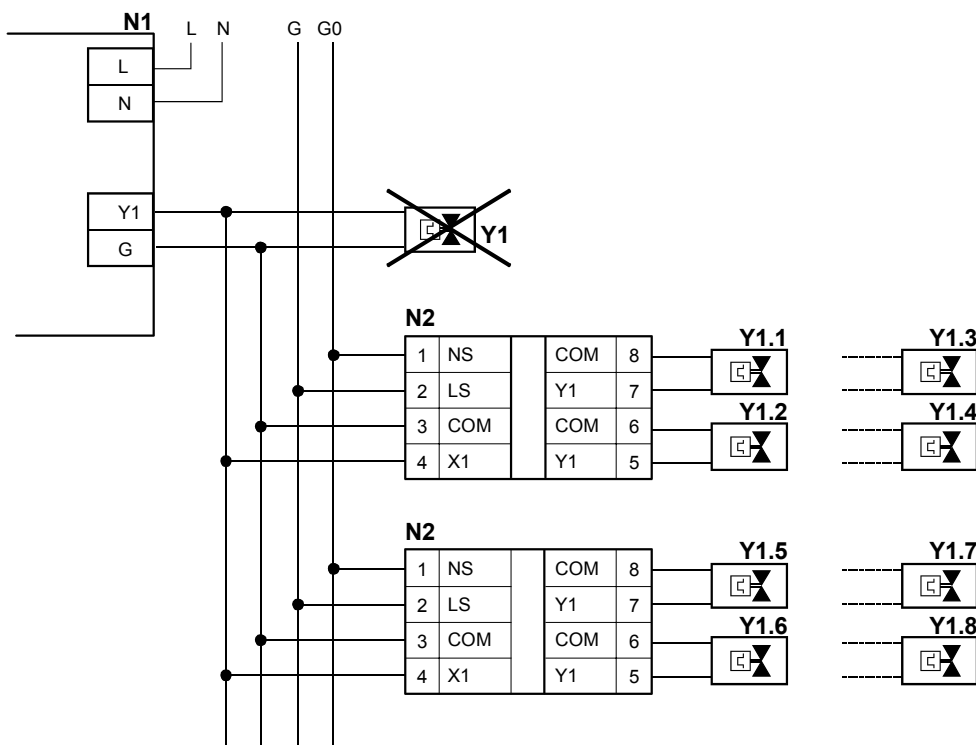 N1 L N G G0
L
N
Y1
G
Y1
N2
1 NS COM 8
2 LS Y1 7
3 COM COM 6
4 X1 Y1 5
Y1.1 Y1.3
Y1.2 Y1.4
N2
1 NS COM 8
2 LS Y1 7
3 COM COM 6
4 X1 Y1 5
Y1.5 Y1.7
Y1.6 Y1.8